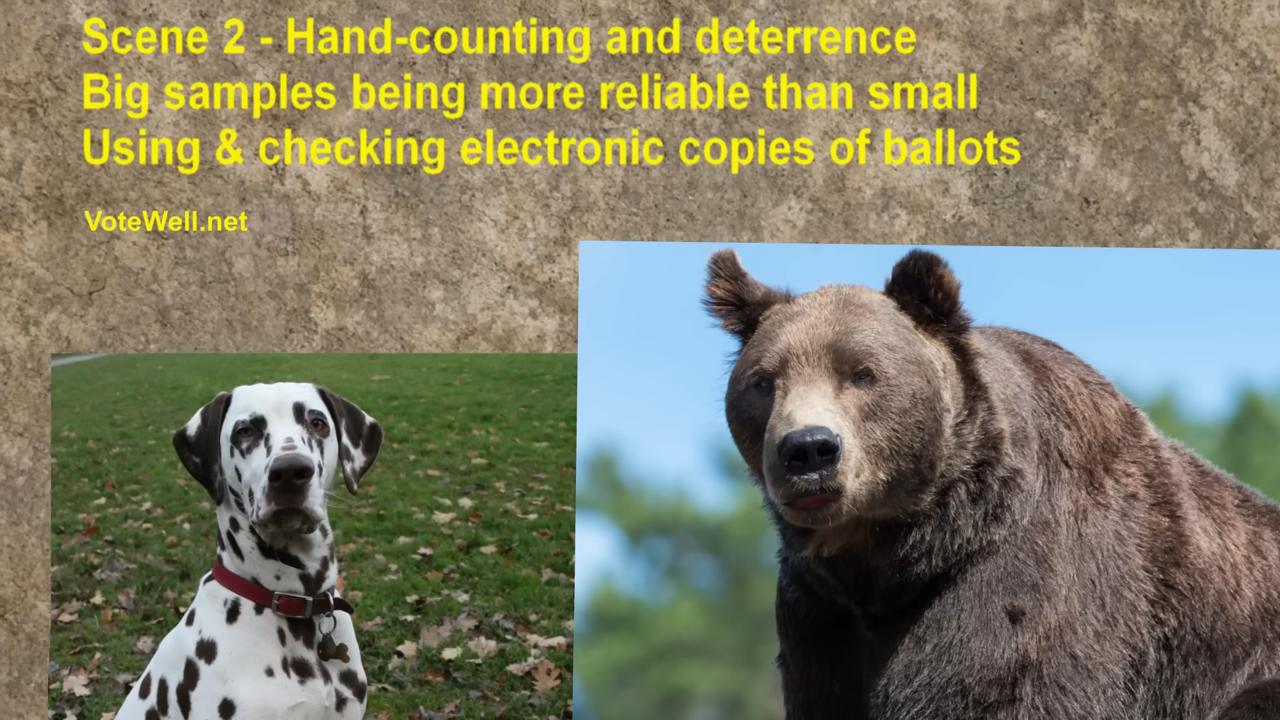 Scene 2 - Hand-counting and deterrence
Big samples being more reliable than small
Using & checking electronic copies of ballots
VoteWell.net